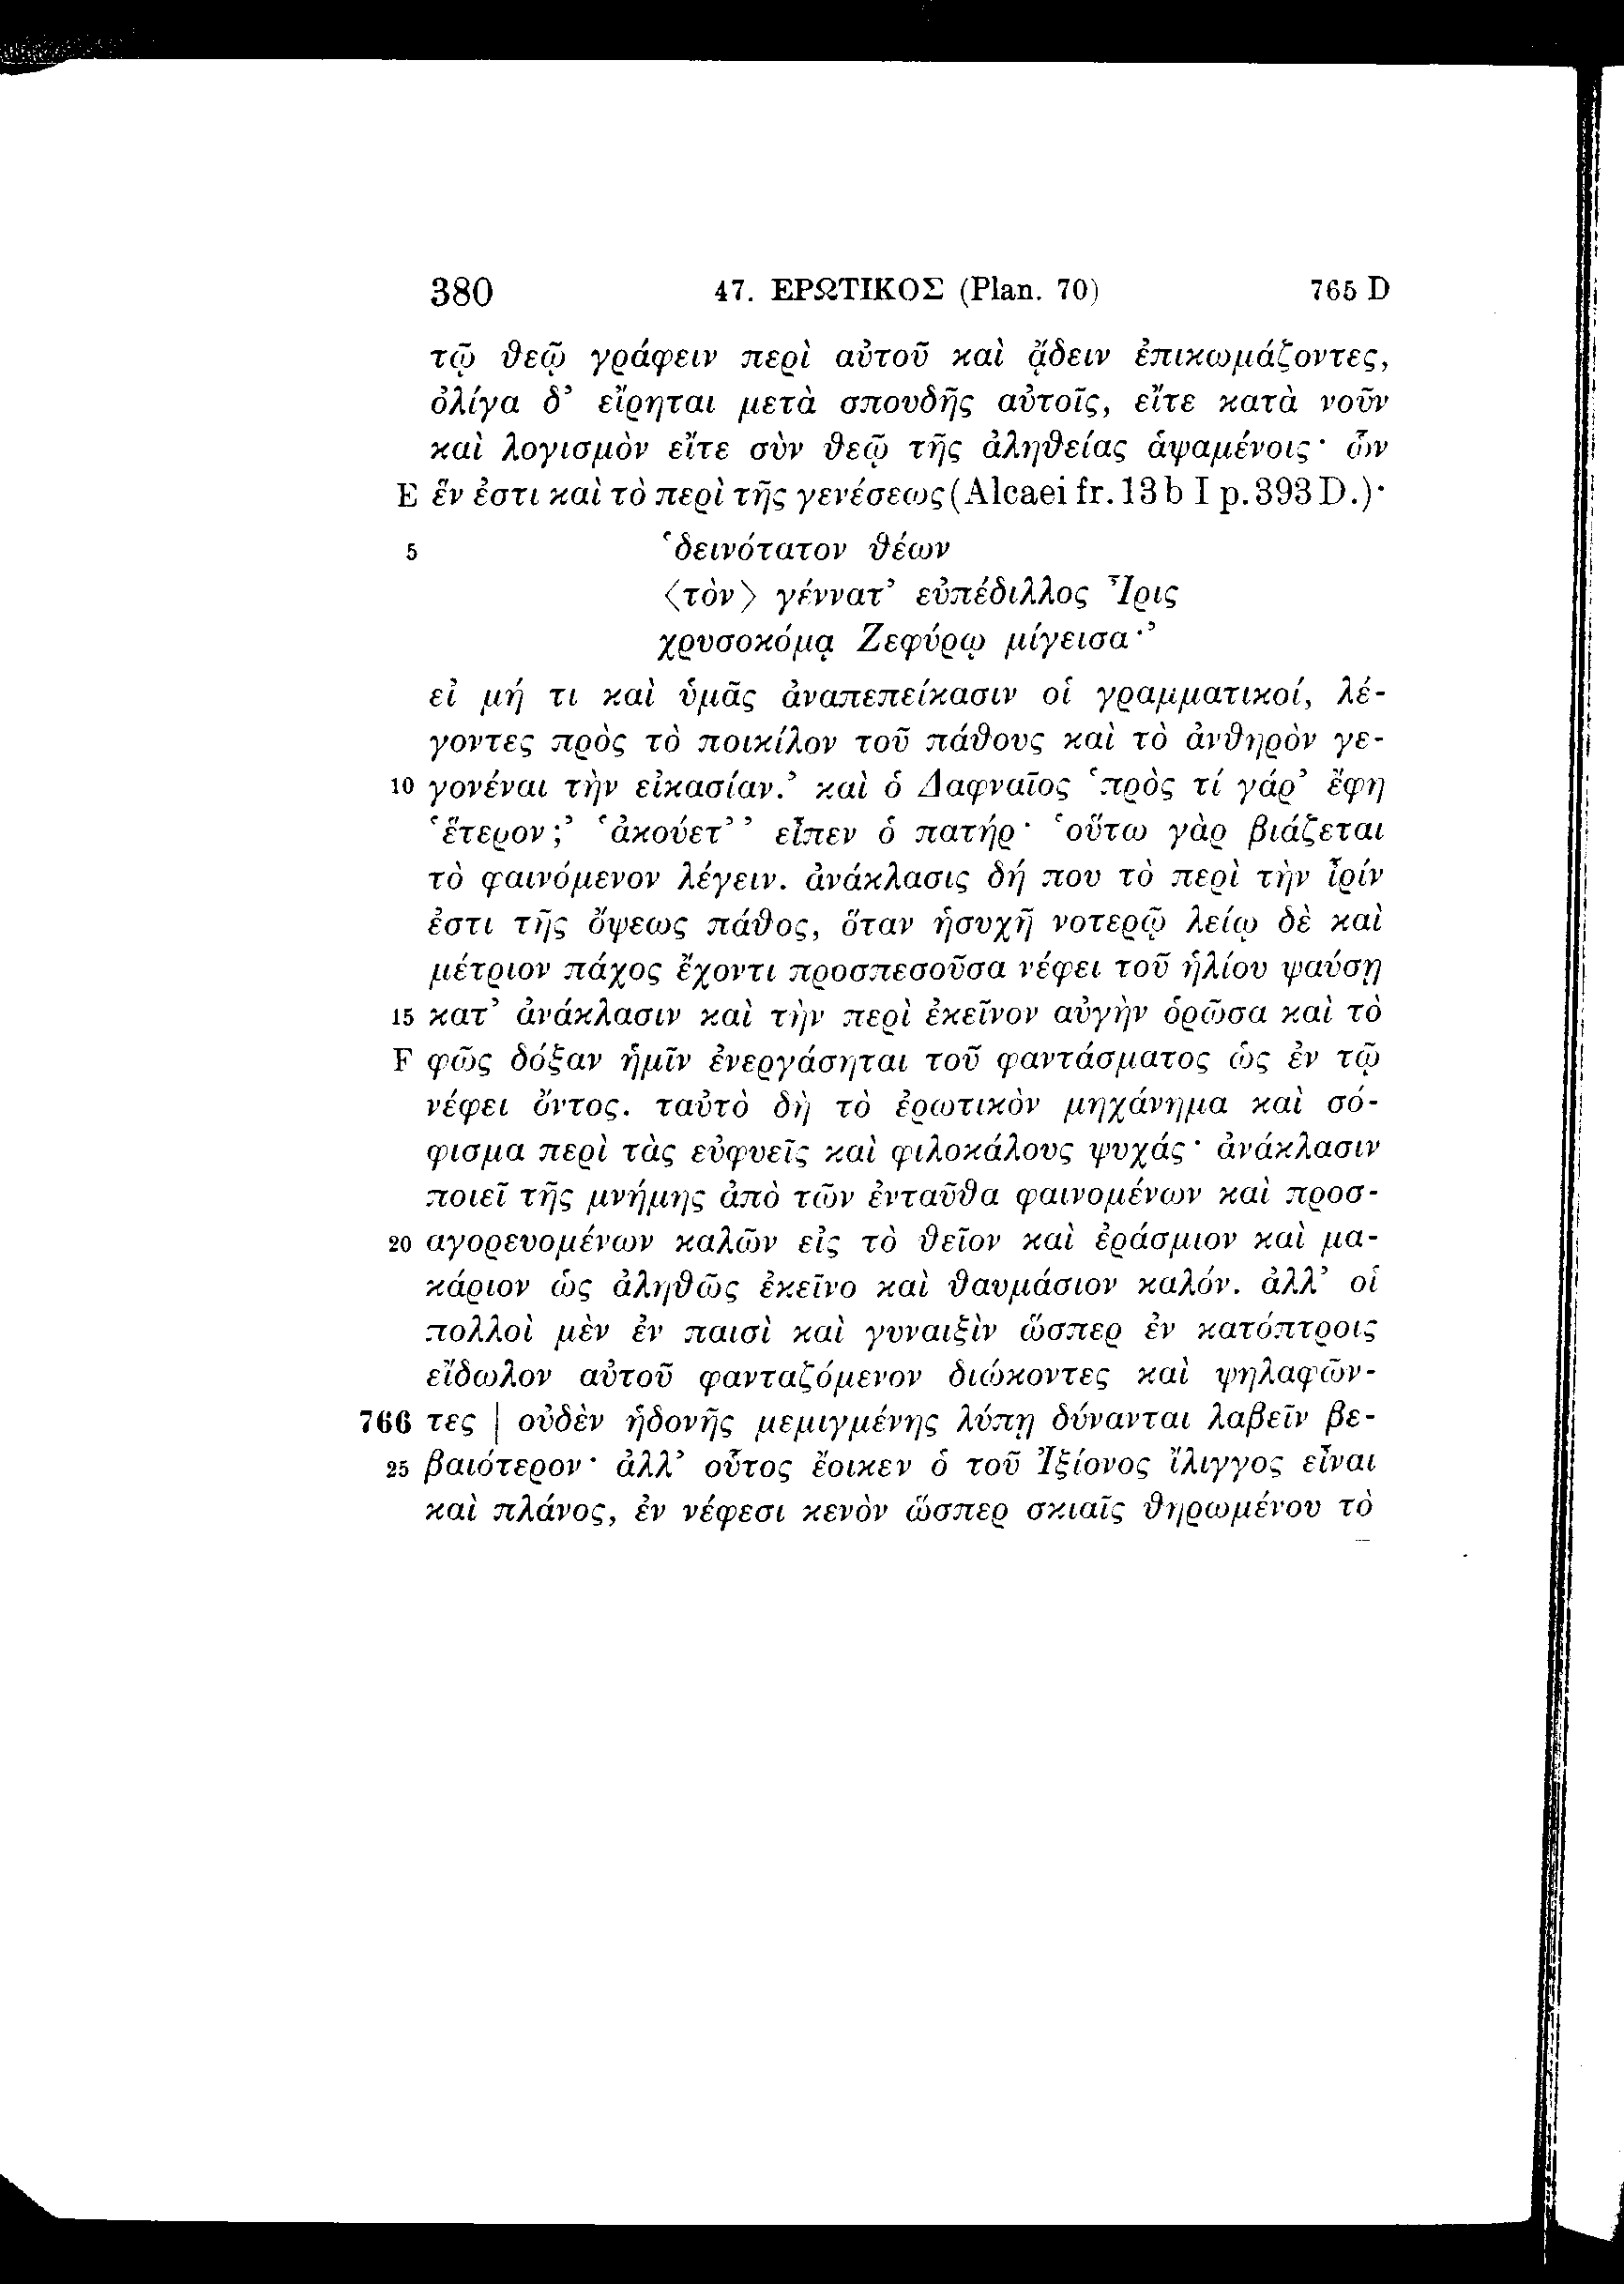 380 47. ΕΡΩΤΙΚΟΣ (Plan. 70) 765 D
τῷ θεῷ γράφειν περὶ αὐτοῦ καὶ ᾄδειν ἐπικωμάζοντες,
ὀλίγα δ’ εἴρηται μετὰ σπουδῆς αὐτοῖς, εἴτε κατὰ νοῦν
καὶ λογισμὸν εἴτε σὺν θεῷ τῆς ἀληθείας ἁψαμένοις· ὧν
E ἕν ἐστι καὶ τὸ περὶ τῆς γενέσεως (Alcaei fr. 13 b I p. 393 D.)·
5 ‘δεινότατον θέων
〈τὸν〉 γέννατ’ εὐπέδιλλος Ἶρις
χρυσοκόμᾳ Ζεφύρῳ μίγεισα·’
εἰ μή τι καὶ ὑμᾶς ἀναπεπείκασιν οἱ γραμματικοί, λέ-
γοντες πρὸς τὸ ποικίλον τοῦ πάθους καὶ τὸ ἀνθηρὸν γε-
10 γονέναι τὴν εἰκασίαν.’ καὶ ὁ Δαφναῖος ‘πρὸς τί γάρ’ ἔφη
‘ἕτερον;’ ‘ἀκούετ’’ εἶπεν ὁ πατήρ· ‘οὕτω γὰρ βιάζεται
τὸ φαινόμενον λέγειν. ἀνάκλασις δή που τὸ περὶ τὴν ἶρίν
ἐστι τῆς ὄψεως πάθος, ὅταν ἡσυχῆ νοτερῷ λείῳ δὲ καὶ
μέτριον πάχος ἔχοντι προσπεσοῦσα νέφει τοῦ ἡλίου ψαύσῃ
15 κατ’ ἀνάκλασιν καὶ τὴν περὶ ἐκεῖνον αὐγὴν ὁρῶσα καὶ τὸ
F φῶς δόξαν ἡμῖν ἐνεργάσηται τοῦ φαντάσματος ὡς ἐν τῷ
νέφει ὄντος. ταὐτὸ δὴ τὸ ἐρωτικὸν μηχάνημα καὶ σό-
φισμα περὶ τὰς εὐφυεῖς καὶ φιλοκάλους ψυχάς· ἀνάκλασιν
ποιεῖ τῆς μνήμης ἀπὸ τῶν ἐνταῦθα φαινομένων καὶ προσ-
20 αγορευομένων καλῶν εἰς τὸ θεῖον καὶ ἐράσμιον καὶ μα-
κάριον ὡς ἀληθῶς ἐκεῖνο καὶ θαυμάσιον καλόν. ἀλλ’ οἱ
πολλοὶ μὲν ἐν παισὶ καὶ γυναιξὶν ὥσπερ ἐν κατόπτροις
εἴδωλον αὐτοῦ φανταζόμενον διώκοντες καὶ ψηλαφῶν-
766 τες | οὐδὲν ἡδονῆς μεμιγμένης λύπῃ δύνανται λαβεῖν βε-
25 βαιότερον· ἀλλ’ οὗτος ἔοικεν ὁ τοῦ Ἰξίονος ἴλιγγος εἶναι
καὶ πλάνος, ἐν νέφεσι κενὸν ὥσπερ σκιαῖς θηρωμένου τὸ